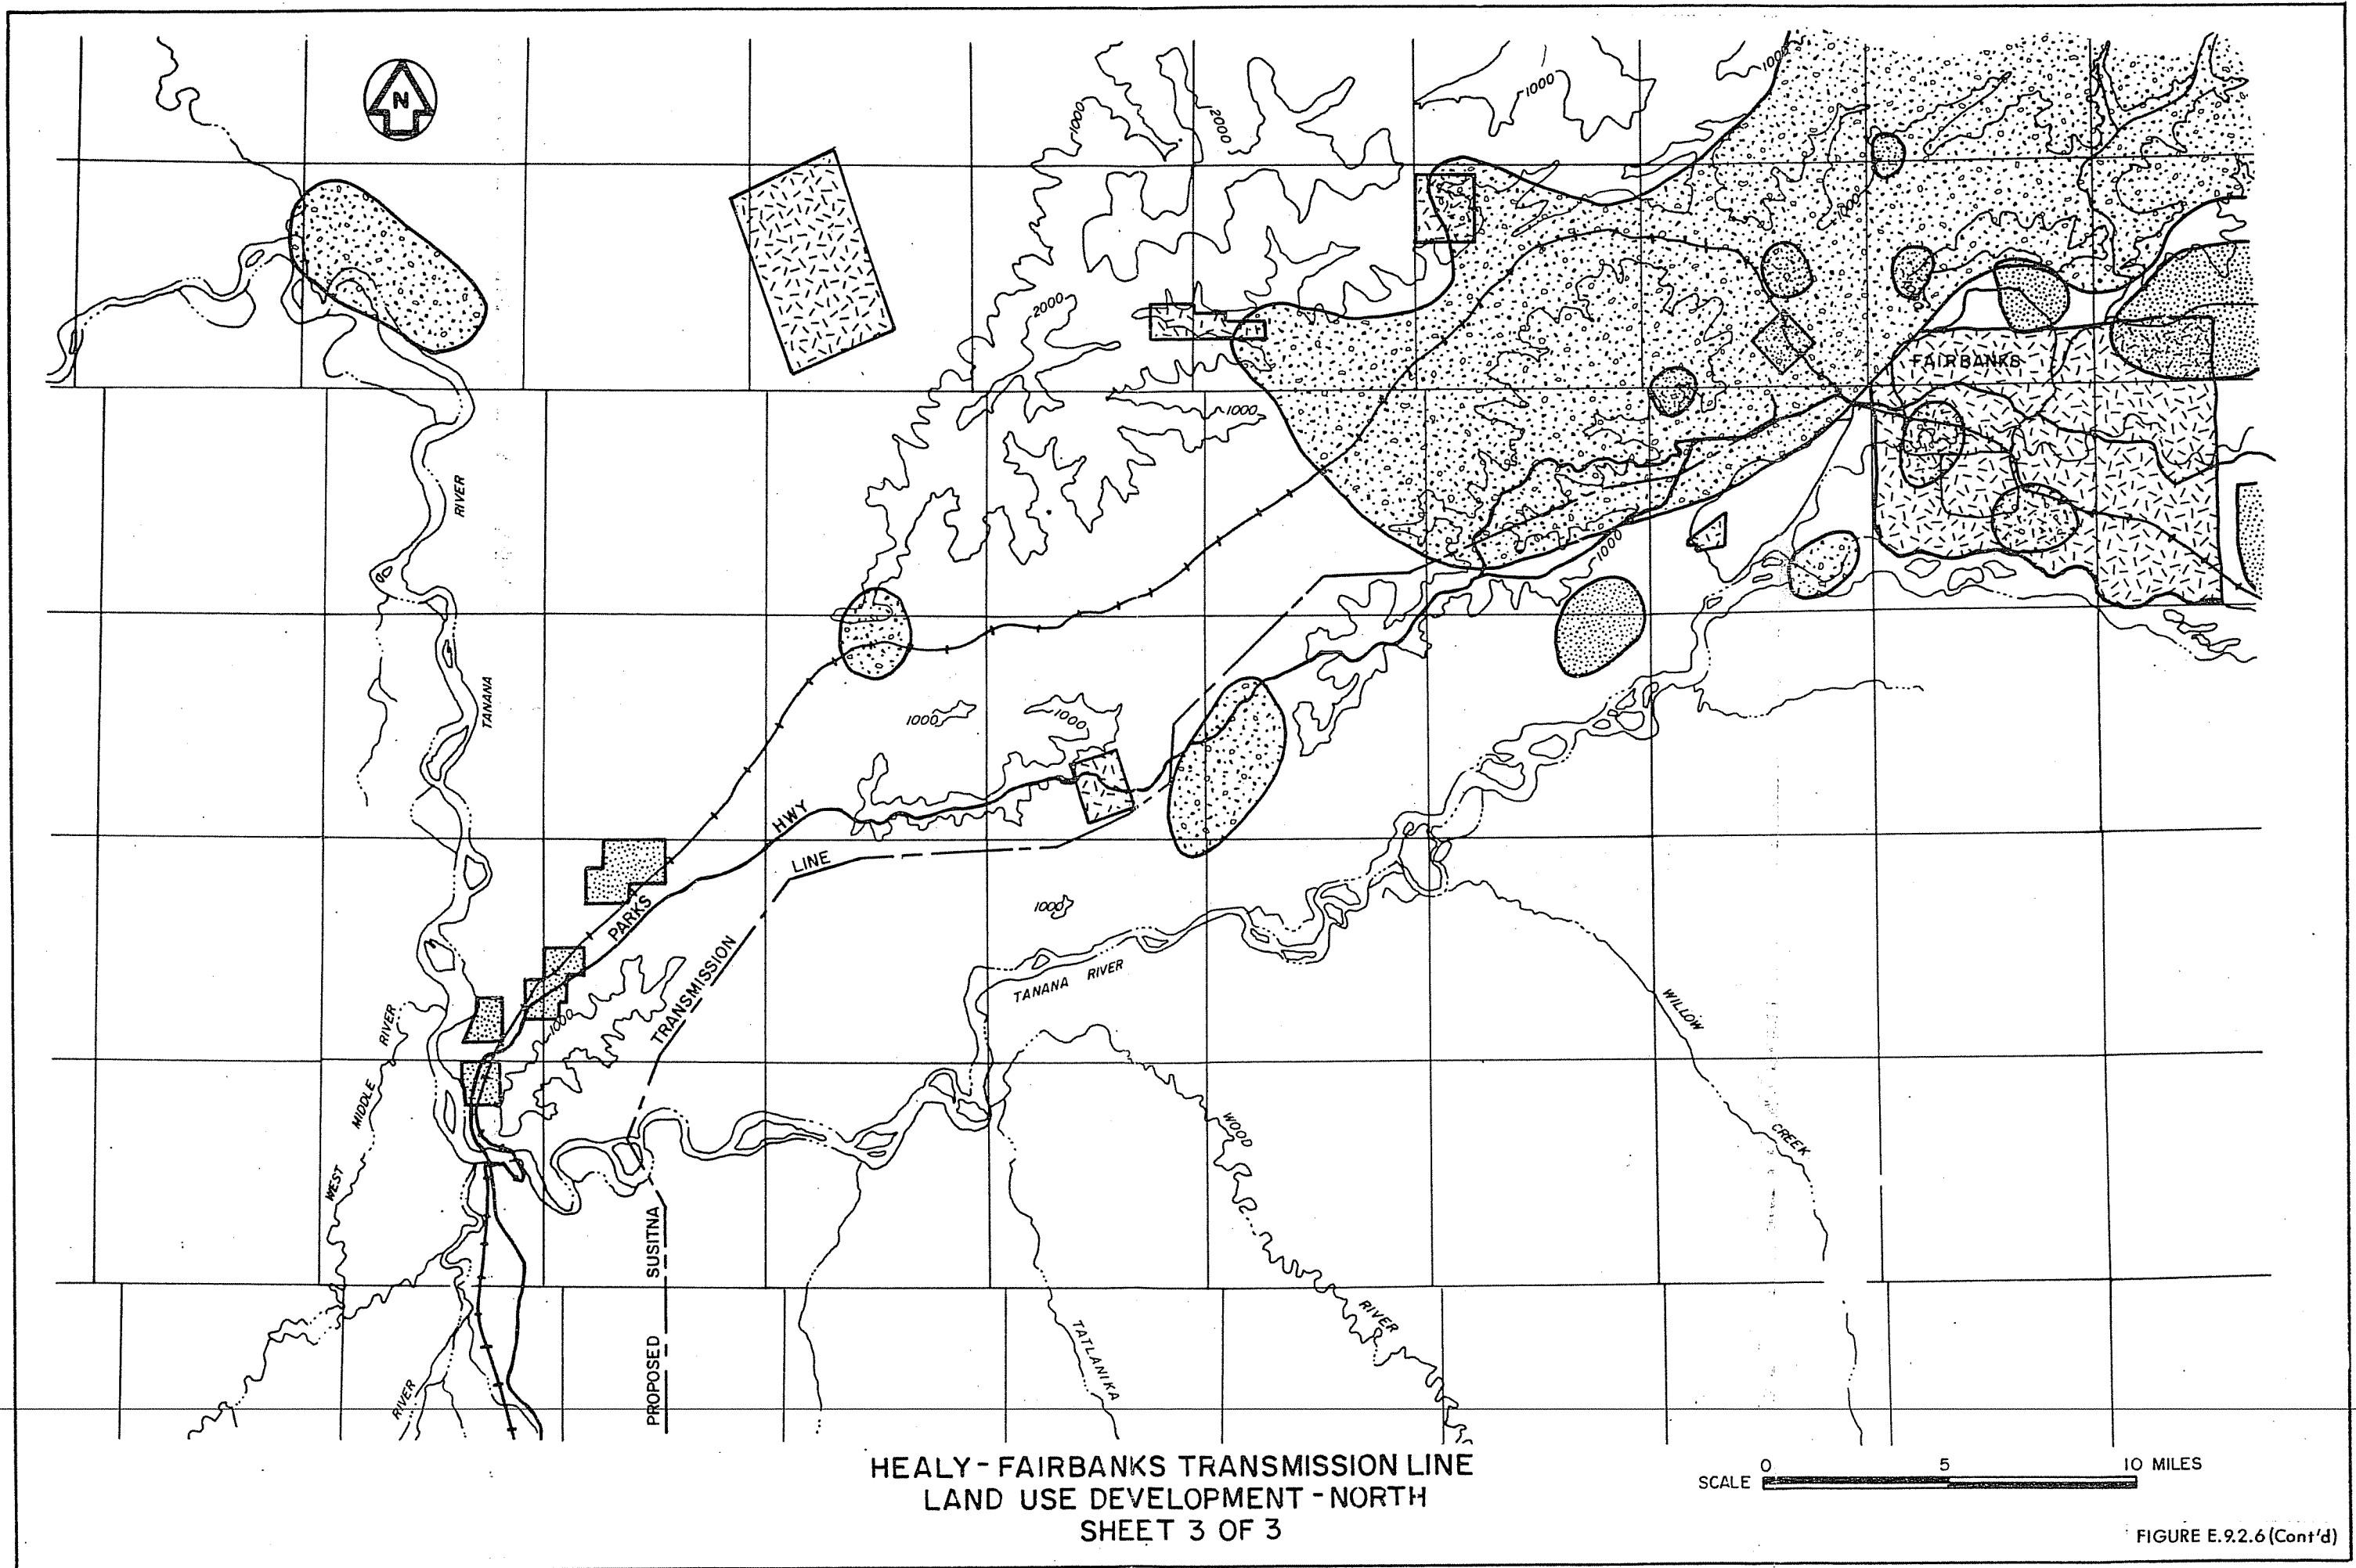 N
1000
2000
1000
1000
1000
2000
1000
FAIRBANKS
1000
RIVER
1000
TANANA
1000
1000
HWY
LINE
PARKS
1000
TRANSMISSION
TANANA RIVER
1000
WILLOW
CREEK
WEST MIDDLE RIVER
WOOD
RIVER
PROPOSED SUSITNA
TATLANIKA
RIVER
HEALY-FAIRBANKS TRANSMISSION LINE
LAND USE DEVELOPMENT-NORTH
SHEET 3 OF 3
SCALE 0 5 10 MILES
FIGURE E.9.2.6 (Cont'd)